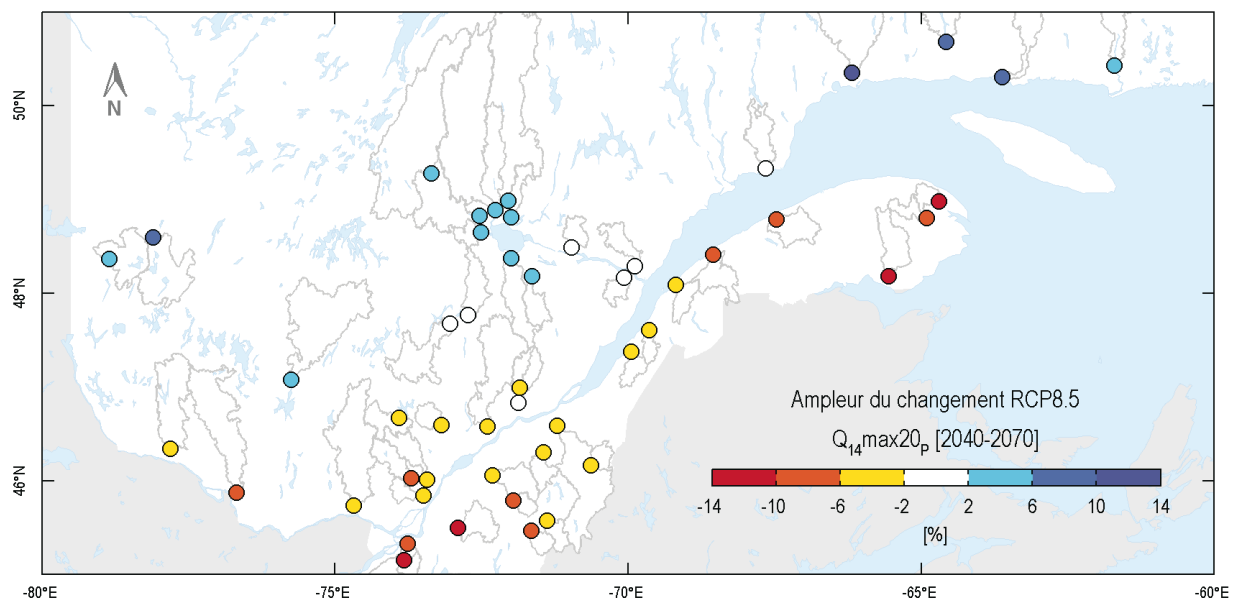 50°N
N
48°N
46°N
Ampleur du changement RCP8.5
Q14max20P [2040-2070]
-14 -10 -6 -2 2 6 10 14
[%]
-80°E -75°E -70°E -65°E -60°E